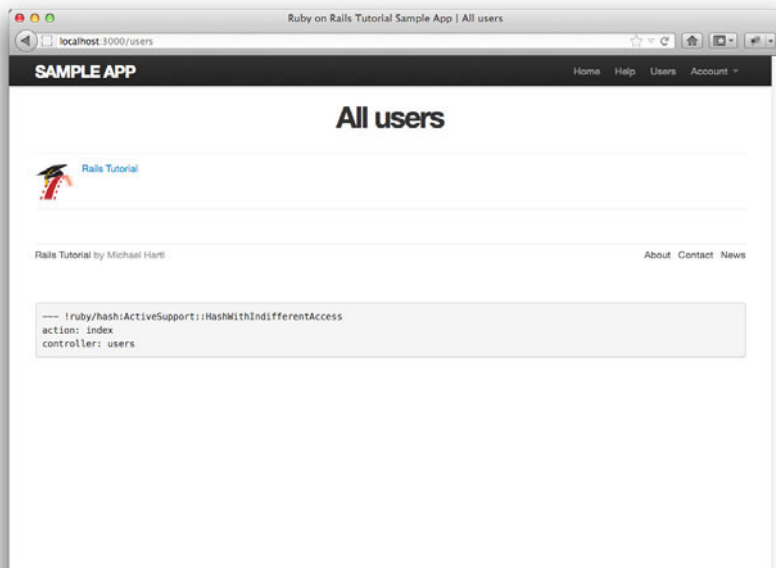 Ruby on Rails Tutorial Sample App | All users
localhost:3000/users
SAMPLE APP
Home Help Users Account
All users
Rails Tutorial
Rails Tutorial by Michael Hartl
About Contact News
--- !ruby/hash:ActiveSupport::HashWithIndifferentAccess
action: index
controller: users